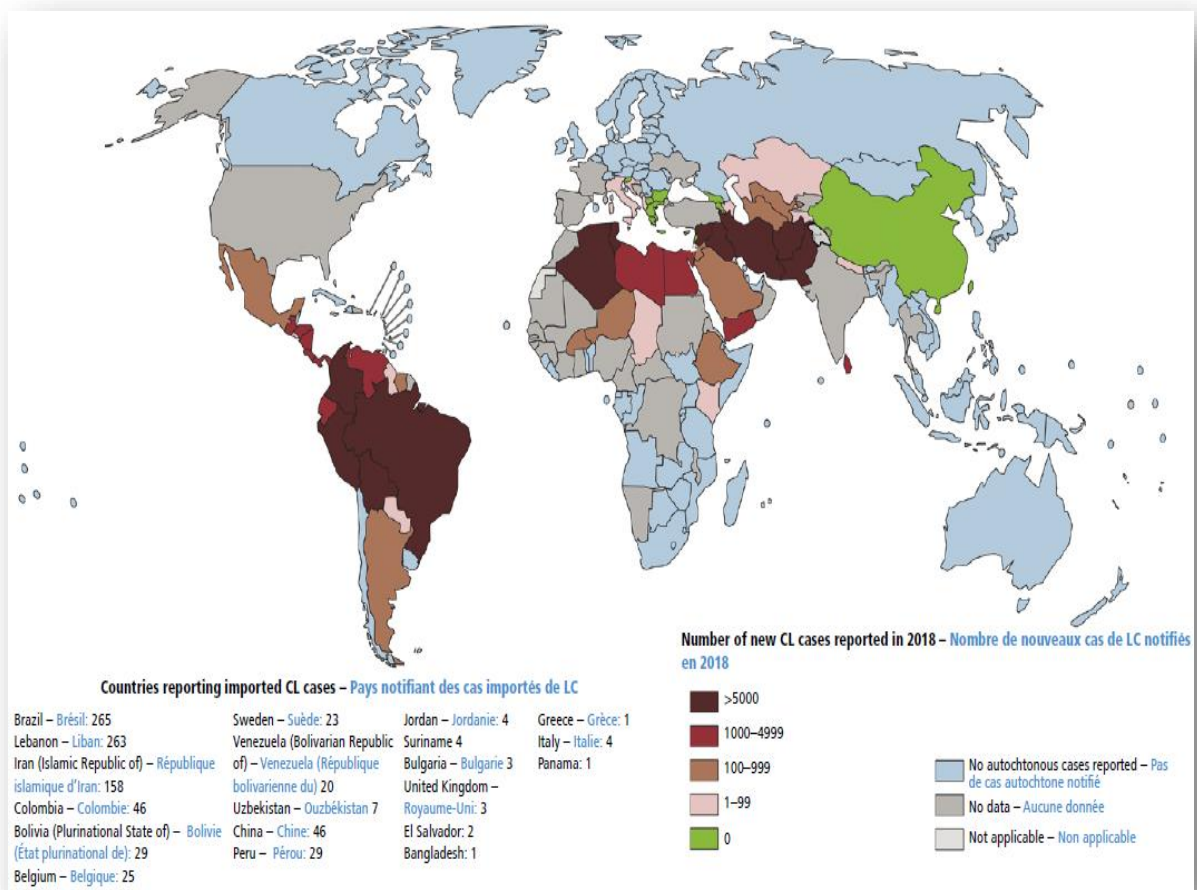 Number of new CL cases reported in 2018 – Nombre de nouveaux cas de LC notifiés
en 2018
>5000
1000–4999
100–999
1–99
0
No autochtonous cases reported – Pas
de cas autochtone notifié
No data – Aucune donnée
Not applicable – Non applicable
Countries reporting imported CL cases – Pays notifiant des cas importés de LC
Brazil – Brésil: 265
Lebanon – Liban: 263
Iran (Islamic Republic of) – République
islamique d'Iran: 158
Colombia – Colombie: 46
Bolivia (Plurinational State of) – Bolivie
(État plurinational de): 29
Belgium – Belgique: 25
Sweden – Suède: 23
Venezuela (Bolivarian Republic
of) – Venezuela (République
bolivarienne du) 20
Uzbekistan – Ouzbékistan 7
China – Chine: 46
Peru – Pérou: 29
Jordan – Jordanie: 4
Suriname 4
Bulgaria – Bulgarie 3
United Kingdom –
Royaume-Uni: 3
El Salvador: 2
Bangladesh: 1
Greece – Grèce: 1
Italy – Italie: 4
Panama: 1